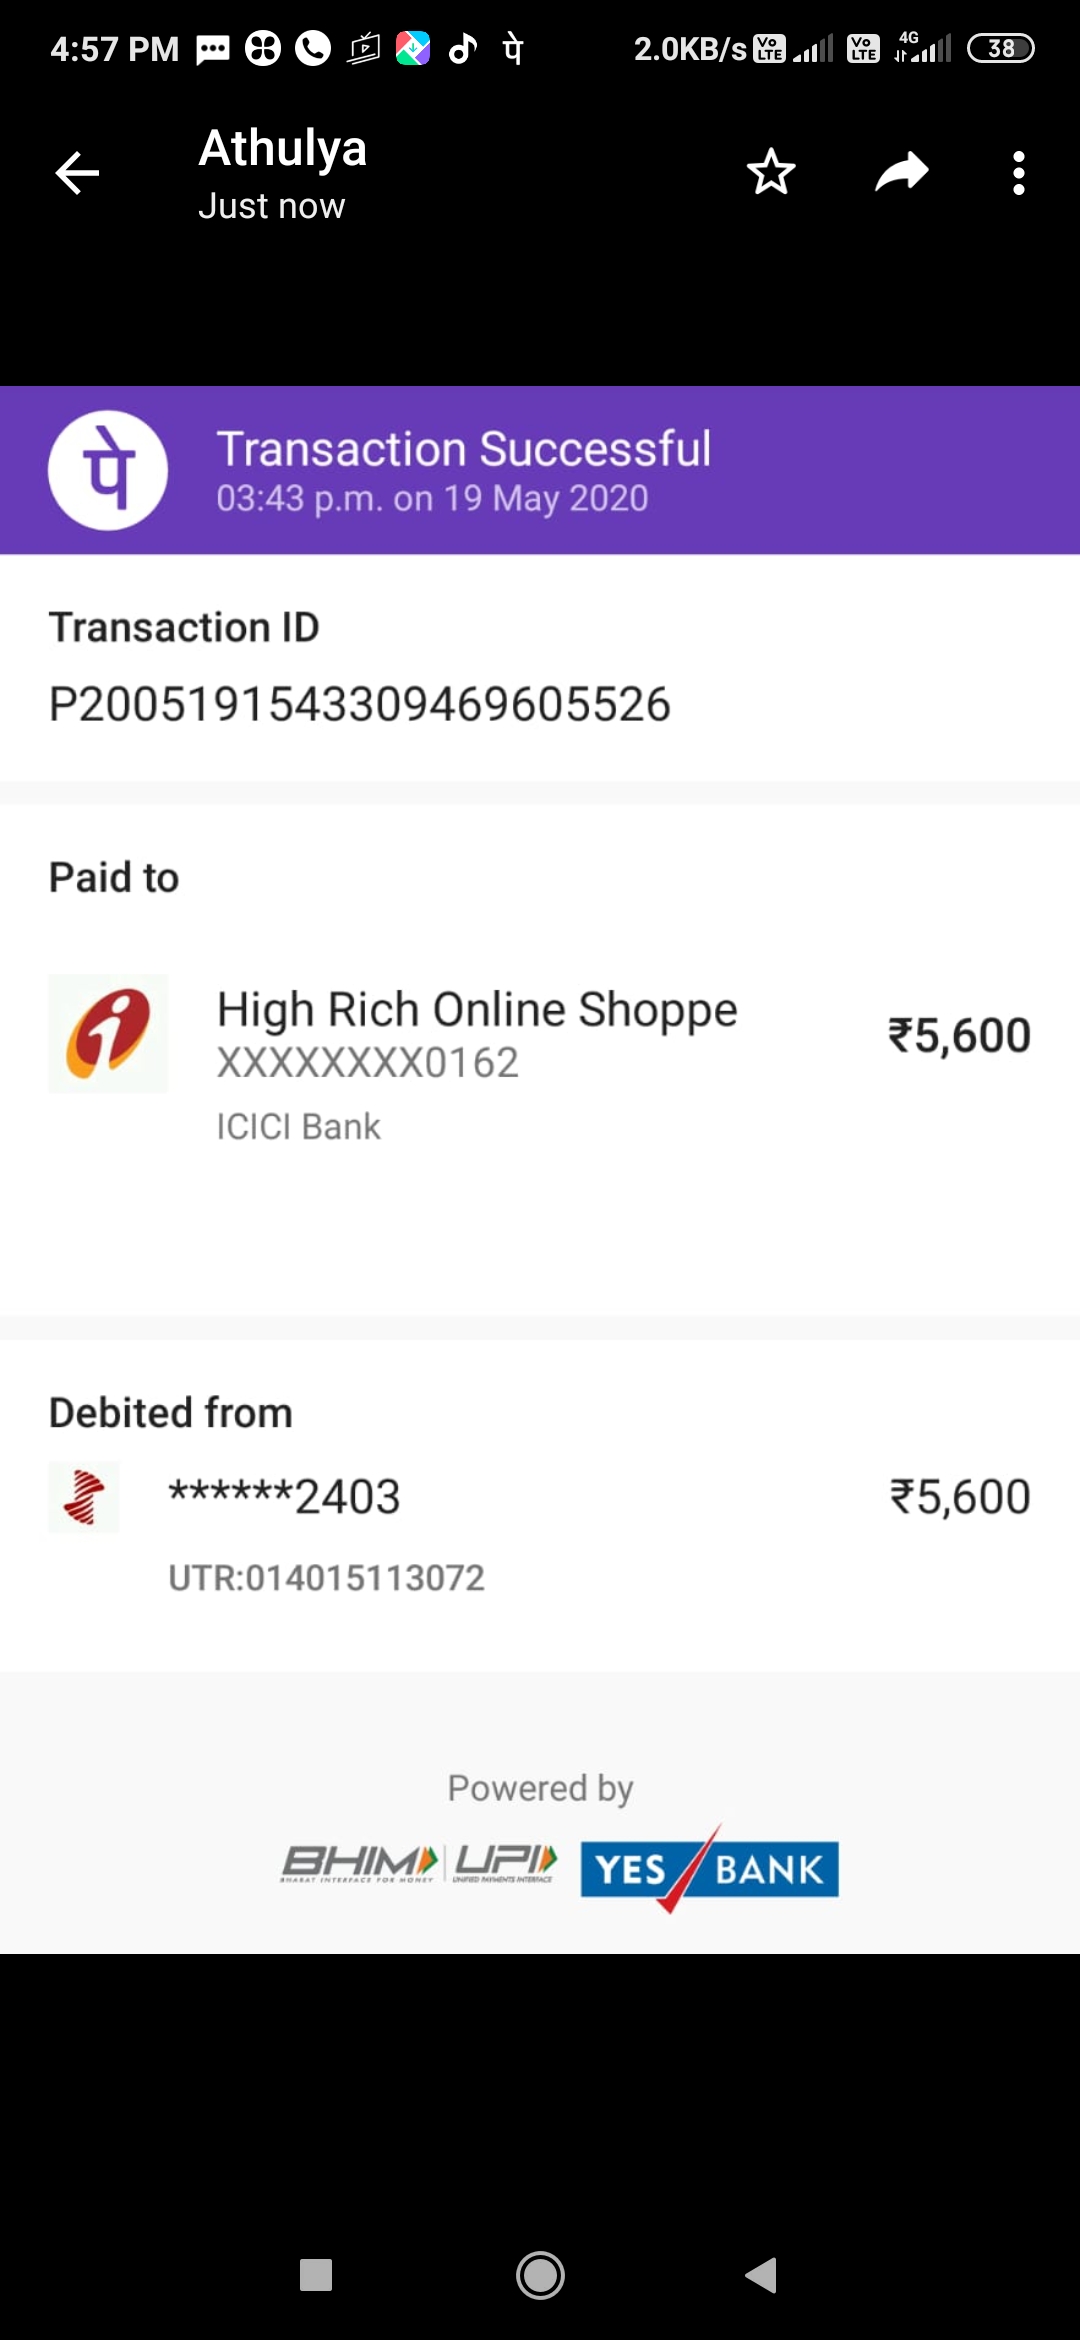 4:57 PM पे 2.0KB/s Vo LTE Vo LTE 4G 38
Athulya
Just now
पे
Transaction Successful
03:43 p.m. on 19 May 2020
Transaction ID
P2005191543309469605526
Paid to
High Rich Online Shoppe
XXXXXXXX0162
₹5,600
ICICI Bank
Debited from
******2403
₹5,600
UTR:014015113072
Powered by
BHIM UPI YES BANK
BHARAT INTERFACE FOR MONEY UNIFIED PAYMENTS INTERFACE